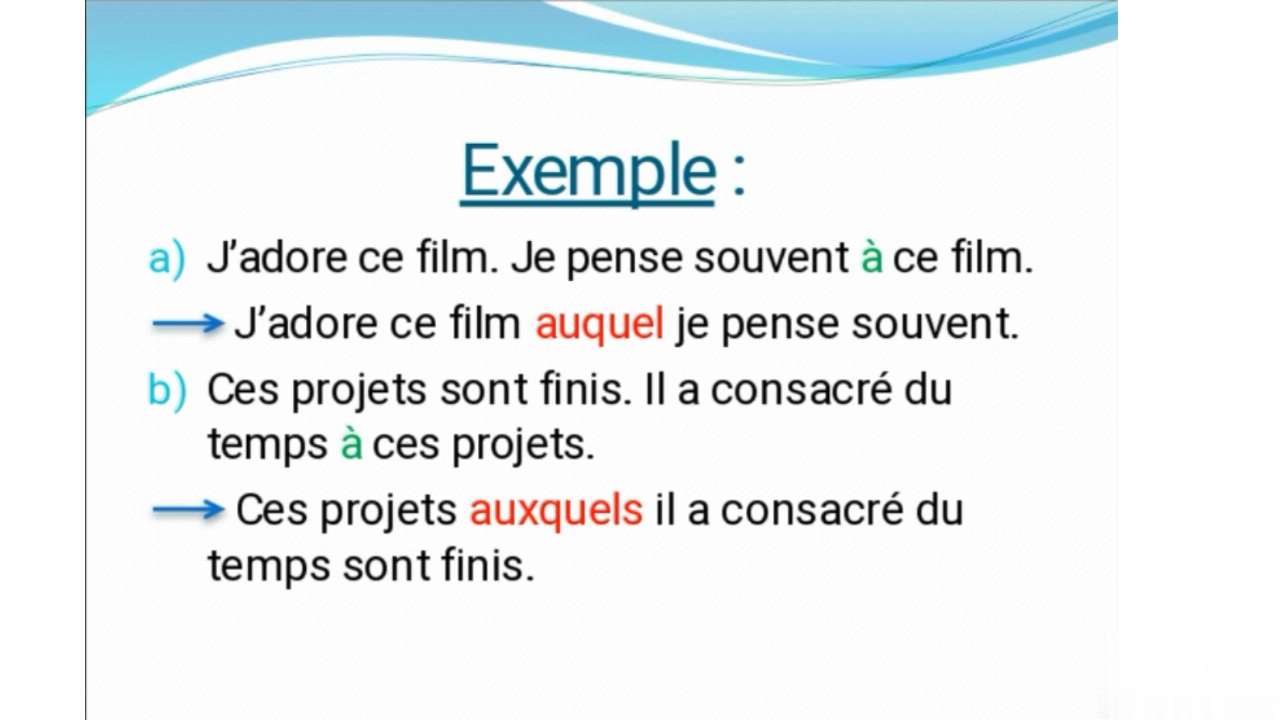 Exemple :
a) J’adore ce film. Je pense souvent à ce film.
J’adore ce film auquel je pense souvent.
b) Ces projets sont finis. Il a consacré du
temps à ces projets.
Ces projets auxquels il a consacré du
temps sont finis.